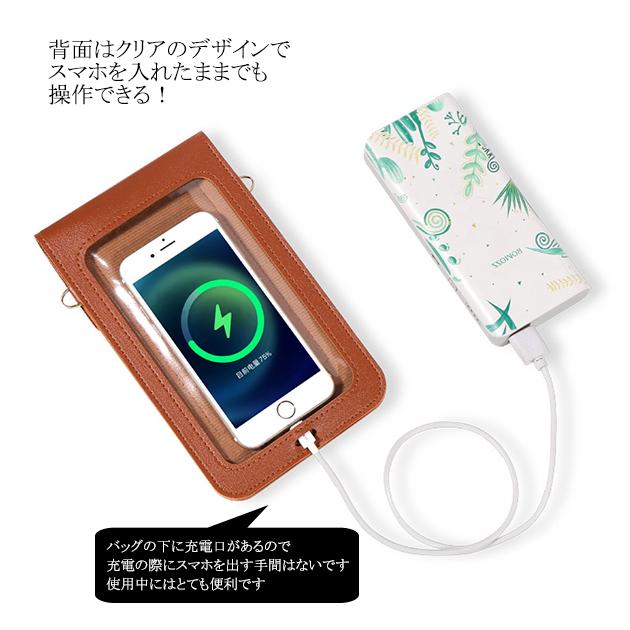 背面はクリアのデザインで
スマホを入れたままでも
操作できる！
ROMOSS
目前电量75%
バッグの下に充電口があるので
充電の際にスマホを出す手間はないです
使用中にはとても便利です